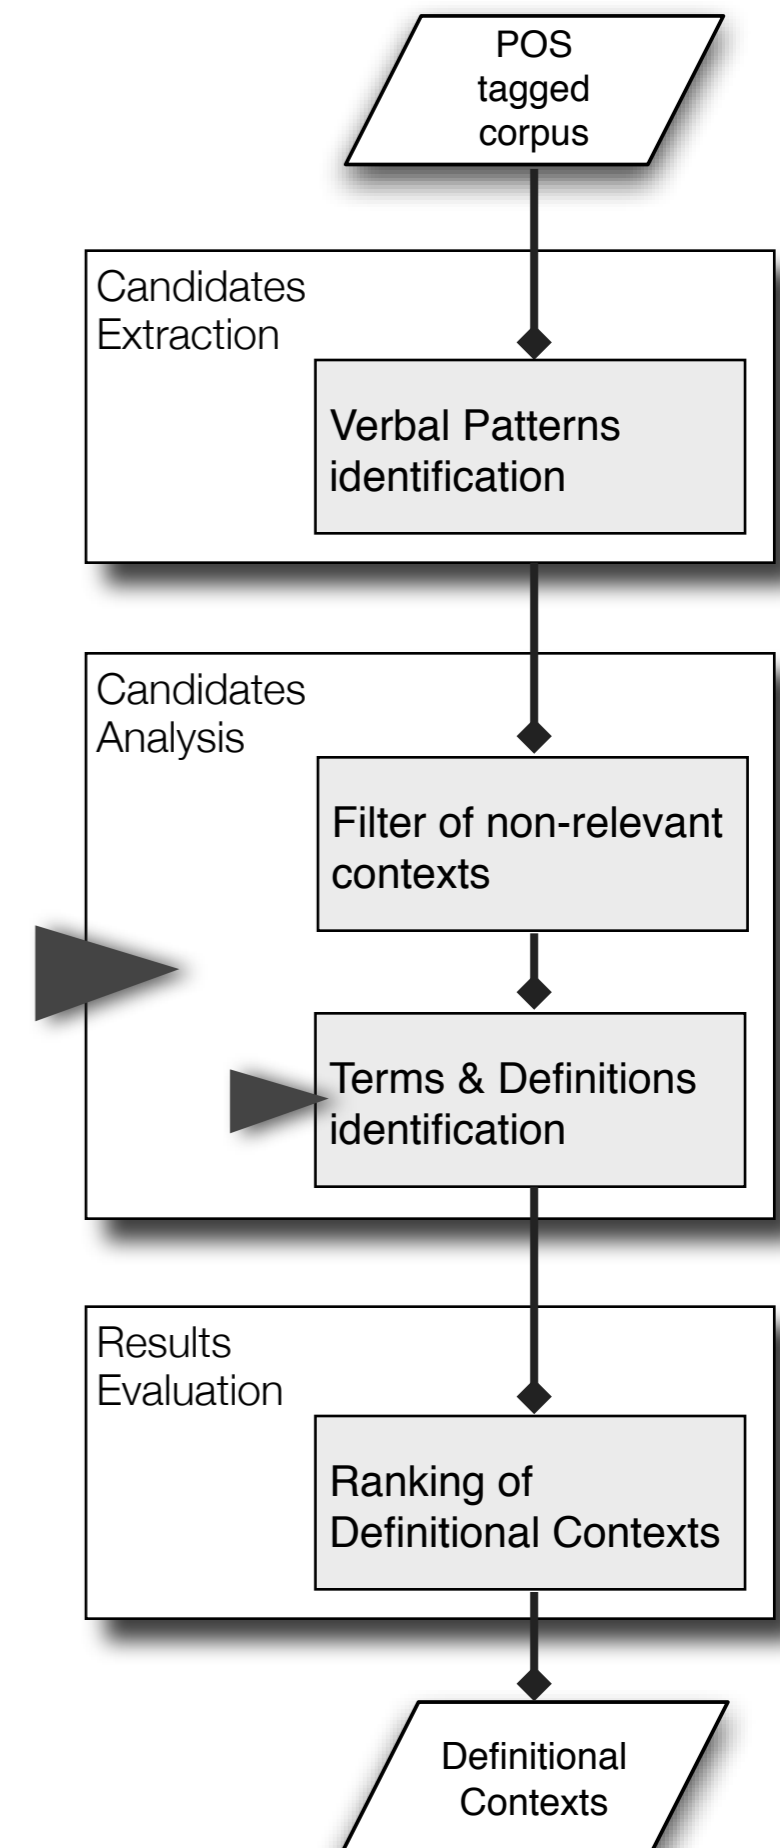 POS
tagged
corpus
Candidates
Extraction
Verbal Patterns
identification
Candidates
Analysis
Filter of non-relevant
contexts
Terms & Definitions
identification
Results
Evaluation
Ranking of
Definitional Contexts
Definitional
Contexts